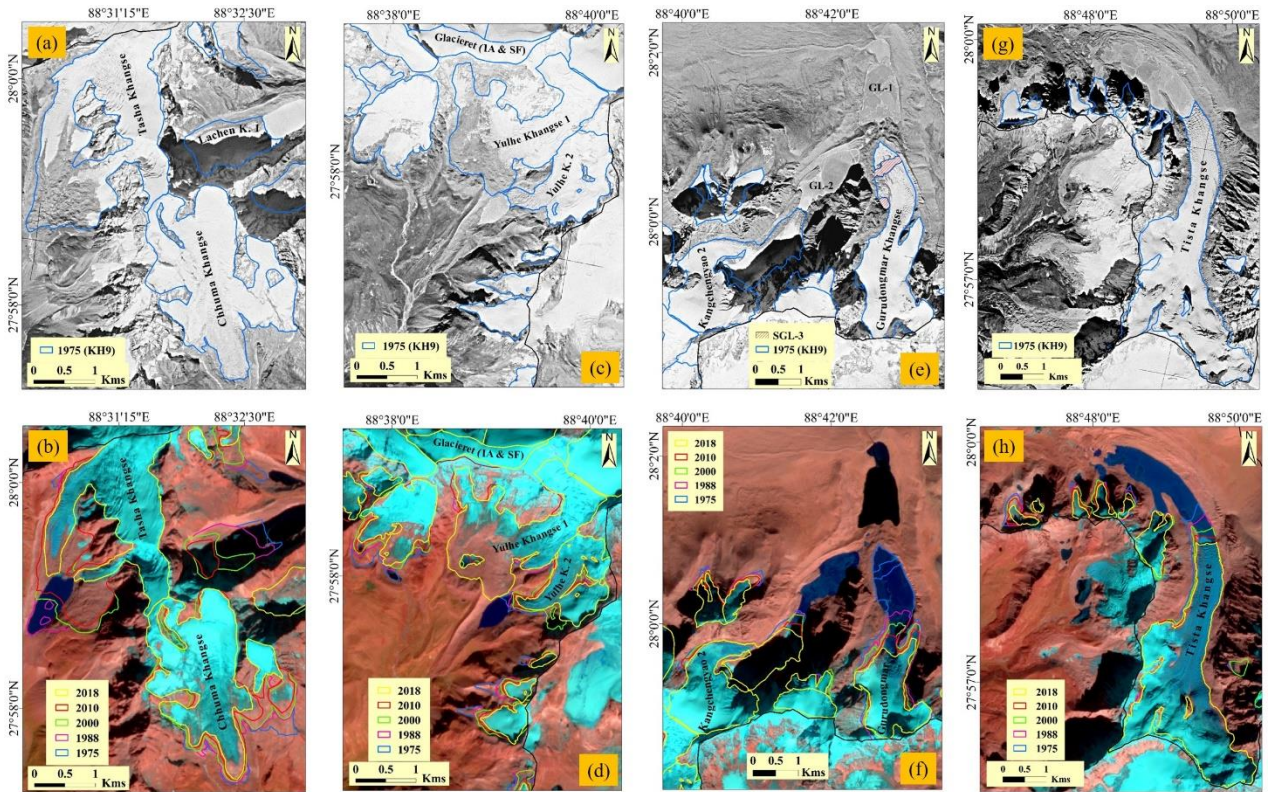 88°31'15"E
88°32'30"E
(a)
N
28°0'0"N
27°58'0"N
Tasha Khangse
Lachen K. 1
Chhuma Khangse
1975 (KH9)
0 0.5 1
Kms
88°38'0"E
88°40'0"E
N
27°58'0"N
Glacieret (IA & SF)
Yulhe Khangse 1
Yulhe K. 2
1975 (KH9)
0 0.5 1
Kms
(c)
88°40'0"E
88°42'0"E
N
28°2'0"N
28°0'0"N
GL-1
GL-2
Kangchengyao 2
Gurudongmar Khangse
SGL-3
1975 (KH9)
0 0.5 1
Kms
(e)
88°48'0"E
88°50'0"E
(g)
N
28°0'0"N
27°57'0"N
Tista Khangse
1975 (KH9)
0 0.5 1
Kms
88°31'15"E
88°32'30"E
(b)
N
28°0'0"N
27°58'0"N
Tasha Khangse
Chhuma Khangse
2018
2010
2000
1988
1975
0 0.5 1
Kms
88°38'0"E
88°40'0"E
N
27°58'0"N
Glacieret (IA & SF)
Yulhe Khangse 1
Yulhe K. 2
2018
2010
2000
1988
1975
0 0.5 1
Kms
(d)
88°40'0"E
88°42'0"E
N
28°2'0"N
28°0'0"N
2018
2010
2000
1988
1975
Kangchengyao 2
Gurudongmar K.
0 0.5 1
Kms
(f)
88°48'0"E
88°50'0"E
(h)
N
28°0'0"N
27°57'0"N
Tista Khangse
2018
2010
2000
1988
1975
0 0.5 1
Kms